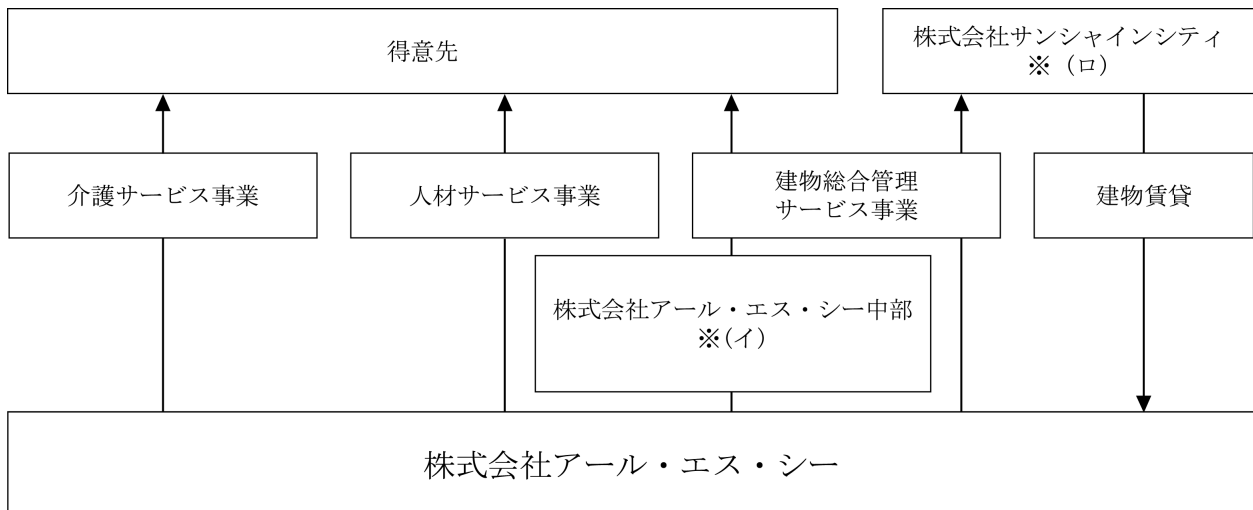 得意先
株式会社サンシャインシティ
※（ロ）
介護サービス事業
人材サービス事業
建物総合管理
サービス事業
建物賃貸
株式会社アール・エス・シー中部
※(イ)
株式会社アール・エス・シー